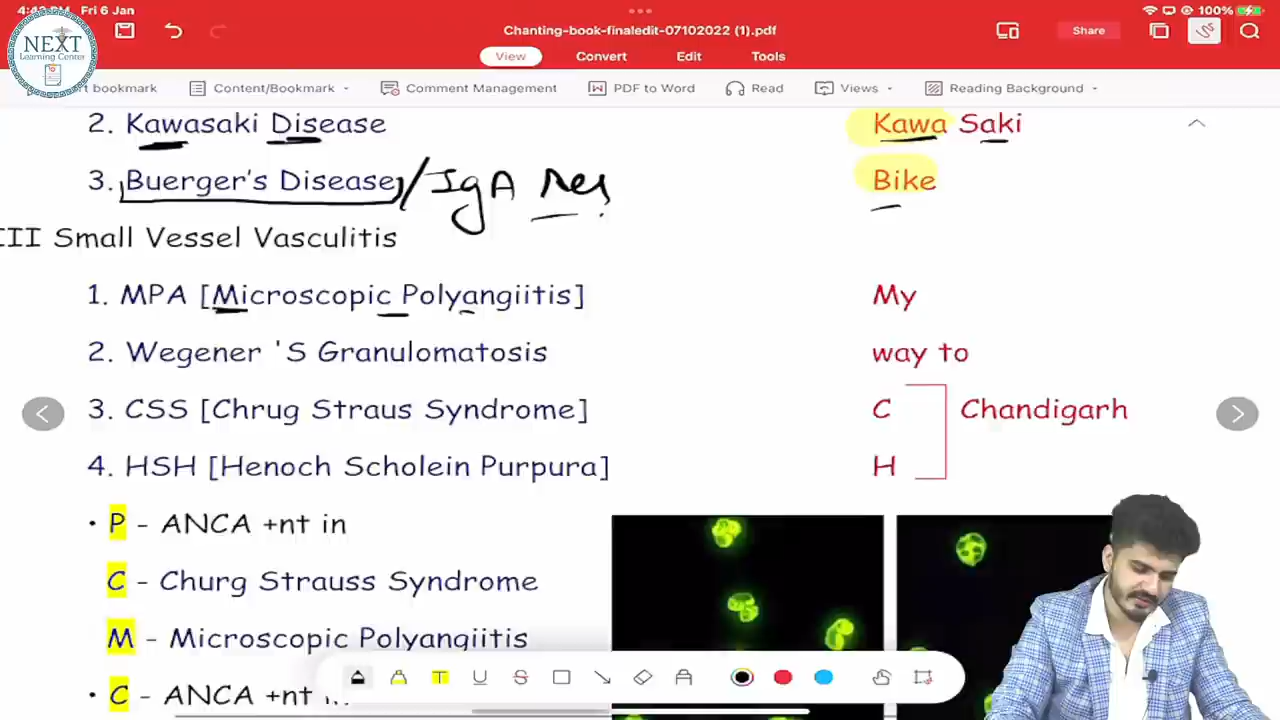 4:40 PM Fri 6 Jan
100%
NEXT
Learning Center
Chanting-book-finaledit-07102022 (1).pdf
Share
View Convert Edit Tools
bookmark Content/Bookmark Comment Management PDF to Word Read Views Reading Background
2. Kawasaki Disease Kawa Saki
3. Buerger's Disease /IgA Bike
III Small Vessel Vasculitis
1. MPA [Microscopic Polyangiitis] My
2. Wegener 'S Granulomatosis way to
3. CSS [Chrug Straus Syndrome] C Chandigarh
4. HSH [Henoch Scholein Purpura] H
• P - ANCA +nt in
C - Churg Strauss Syndrome
M - Microscopic Polyangiitis
• C - ANCA +nt